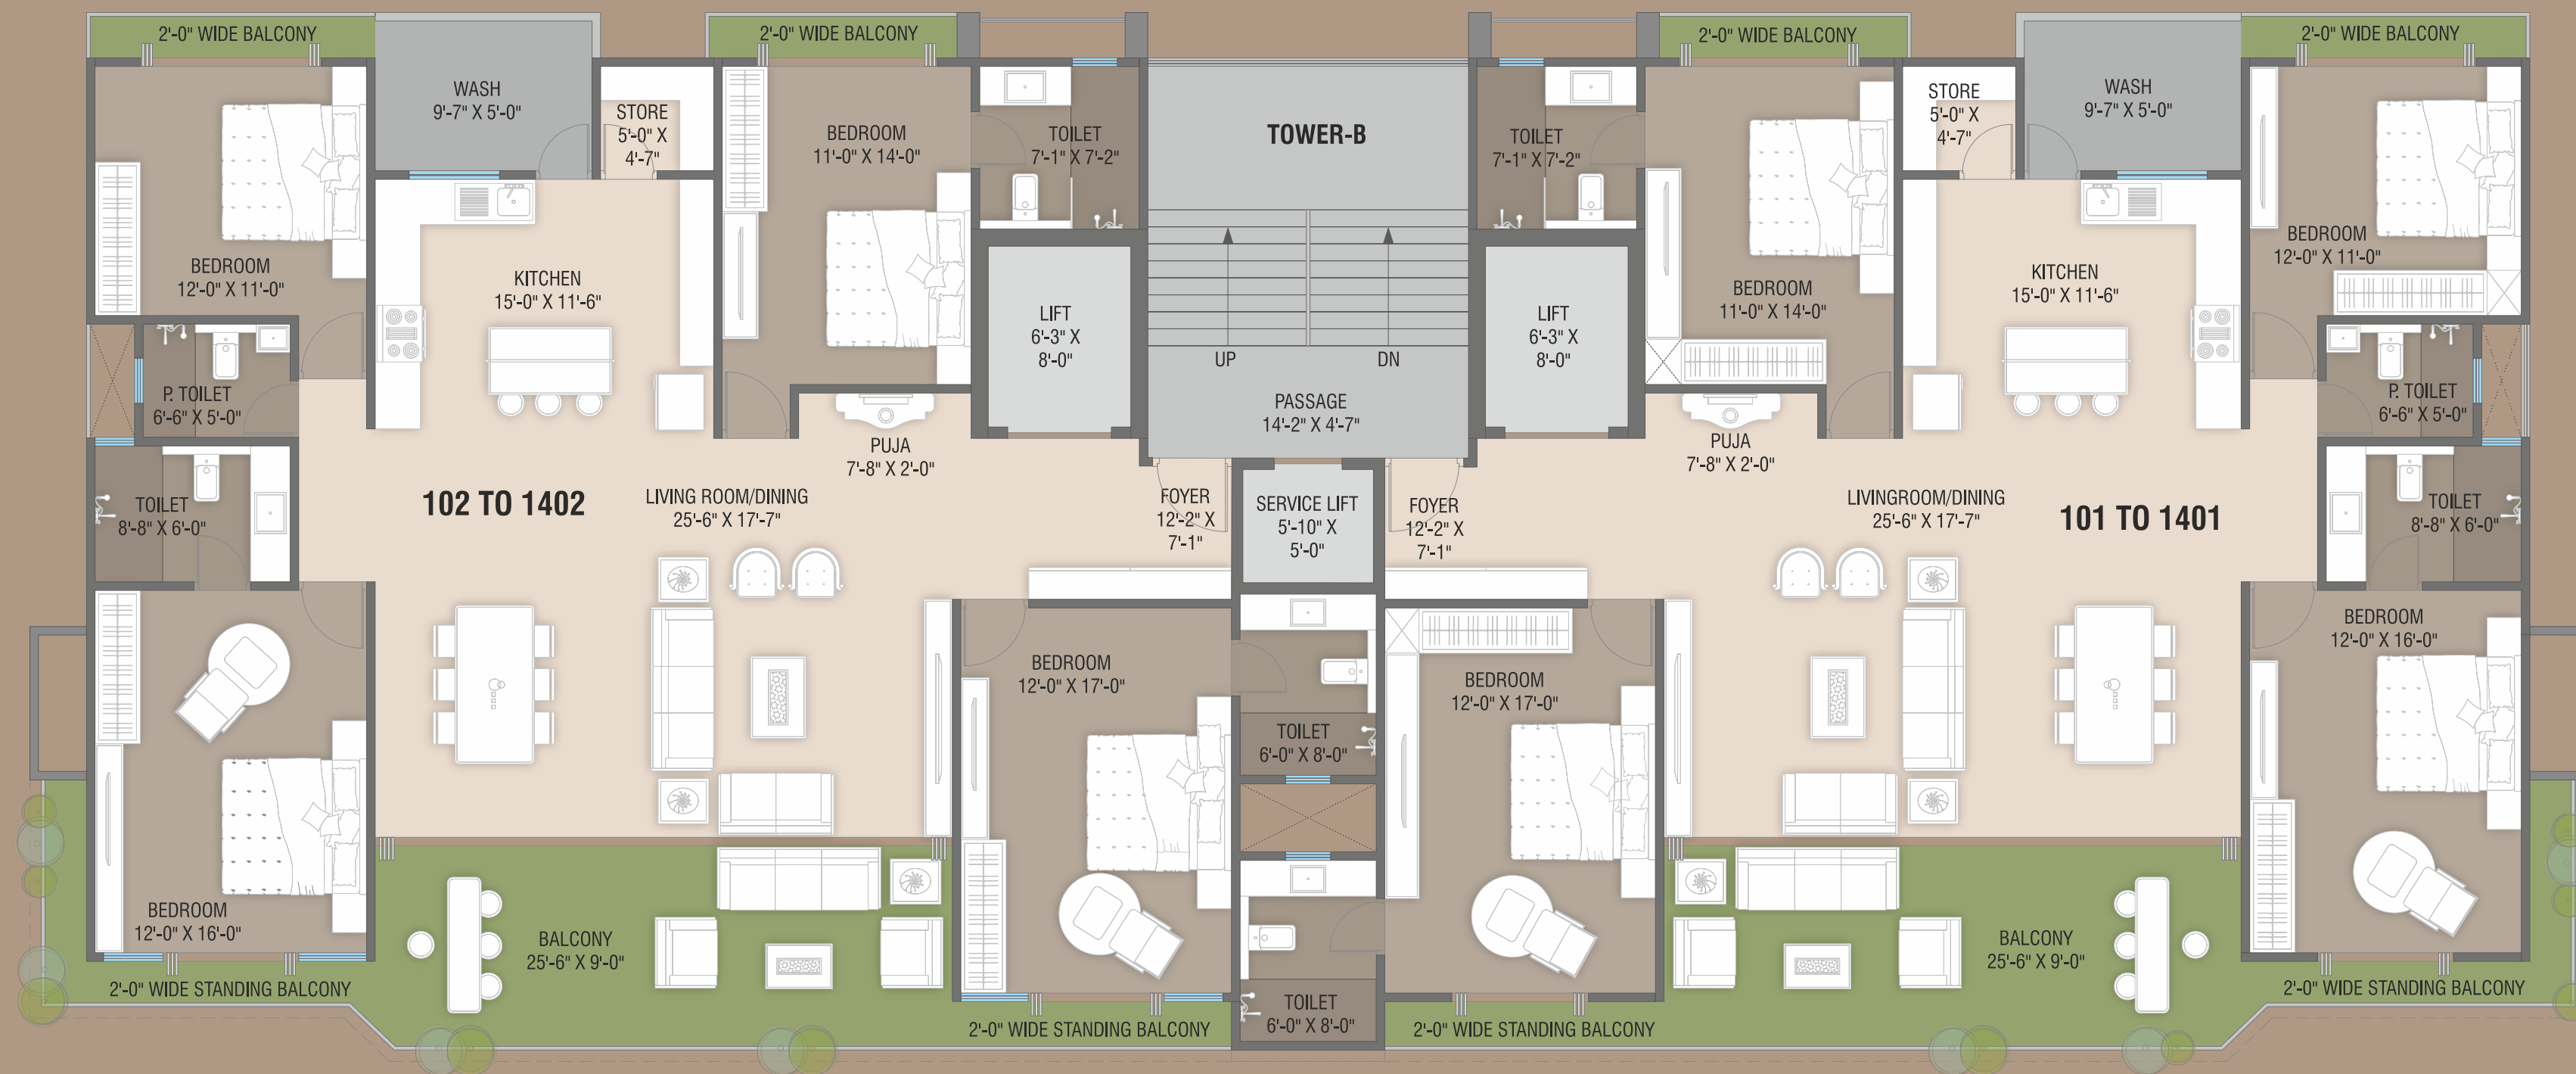 2'-0" WIDE BALCONY
2'-0" WIDE BALCONY
2'-0" WIDE BALCONY
2'-0" WIDE BALCONY
WASH
9'-7" X 5'-0"
STORE
5'-0" X
4'-7"
BEDROOM
11'-0" X 14'-0"
TOILET
7'-1" X 7'-2"
TOWER-B
TOILET
7'-1" X 7'-2"
STORE
5'-0" X
4'-7"
WASH
9'-7" X 5'-0"
BEDROOM
12'-0" X 11'-0"
KITCHEN
15'-0" X 11'-6"
LIFT
6'-3" X
8'-0"
UP
DN
LIFT
6'-3" X
8'-0"
BEDROOM
11'-0" X 14'-0"
KITCHEN
15'-0" X 11'-6"
BEDROOM
12'-0" X 11'-0"
P. TOILET
6'-6" X 5'-0"
PASSAGE
14'-2" X 4'-7"
P. TOILET
6'-6" X 5'-0"
PUJA
7'-8" X 2'-0"
PUJA
7'-8" X 2'-0"
TOILET
8'-8" X 6'-0"
102 TO 1402
LIVING ROOM/DINING
25'-6" X 17'-7"
FOYER
12'-2" X
7'-1"
SERVICE LIFT
5'-10" X
5'-0"
FOYER
12'-2" X
7'-1"
LIVINGROOM/DINING
25'-6" X 17'-7"
101 TO 1401
TOILET
8'-8" X 6'-0"
BEDROOM
12'-0" X 17'-0"
BEDROOM
12'-0" X 17'-0"
BEDROOM
12'-0" X 16'-0"
TOILET
6'-0" X 8'-0"
BEDROOM
12'-0" X 16'-0"
BALCONY
25'-6" X 9'-0"
BALCONY
25'-6" X 9'-0"
2'-0" WIDE STANDING BALCONY
2'-0" WIDE STANDING BALCONY
TOILET
6'-0" X 8'-0"
2'-0" WIDE STANDING BALCONY
2'-0" WIDE STANDING BALCONY